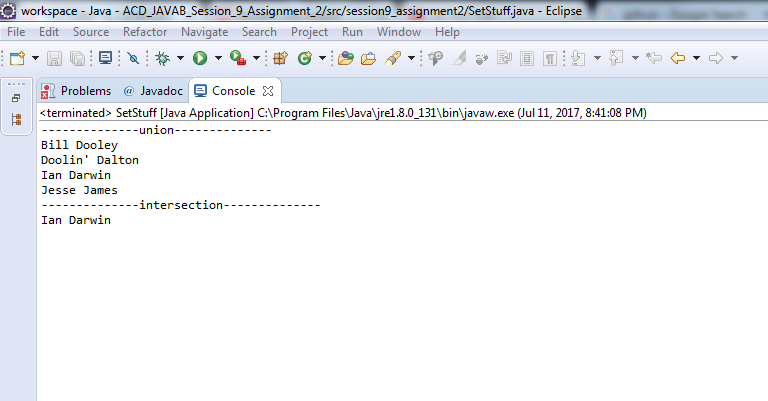 workspace - Java - ACD_JAVAB_Session_9_Assignment_2/src/session9_assignment2/SetStuff.java - Eclipse
File Edit Source Refactor Navigate Search Project Run Window Help
Problems @ Javadoc Console
<terminated> SetStuff [Java Application] C:\Program Files\Java\jre1.8.0_131\bin\javaw.exe (Jul 11, 2017, 8:41:08 PM)
--------------union--------------
Bill Dooley
Doolin' Dalton
Ian Darwin
Jesse James
--------------intersection--------------
Ian Darwin